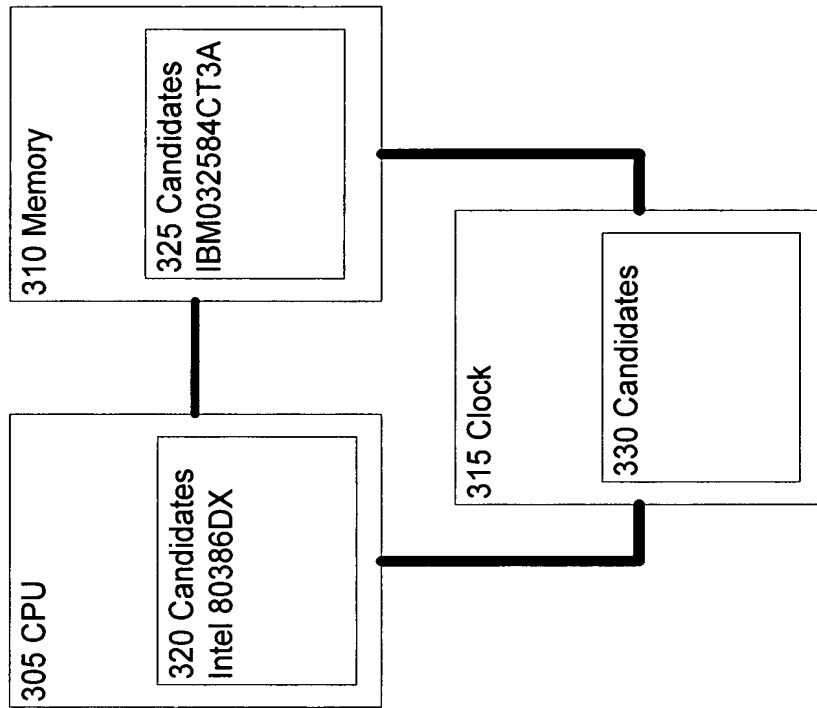 305 CPU
320 Candidates
Intel 80386DX
310 Memory
325 Candidates
IBM032584CT3A
315 Clock
330 Candidates